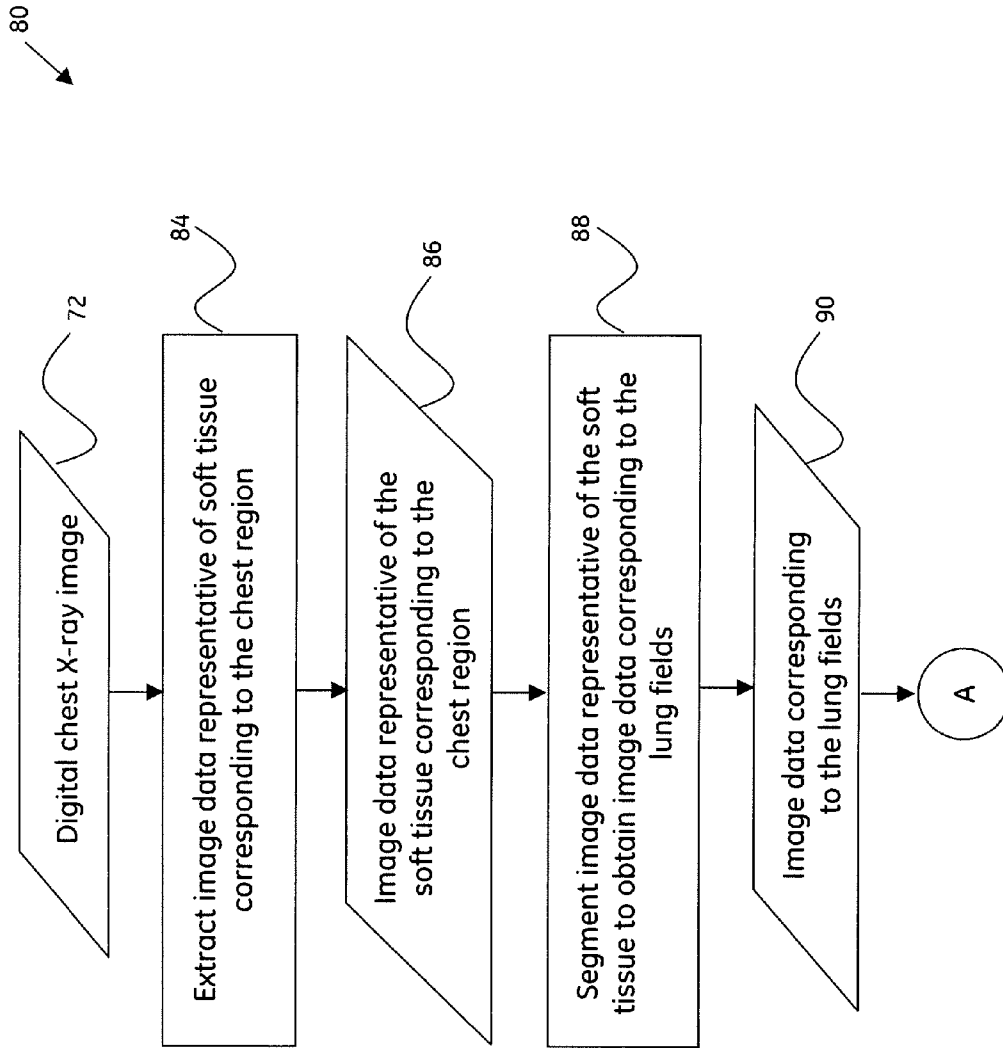 80
Digital chest X-ray image
72
Extract image data representative of soft tissue
corresponding to the chest region
84
Image data representative of the
soft tissue corresponding to the
chest region
86
Segment image data representative of the soft
tissue to obtain image data corresponding to the
lung fields
88
Image data corresponding
to the lung fields
90
A